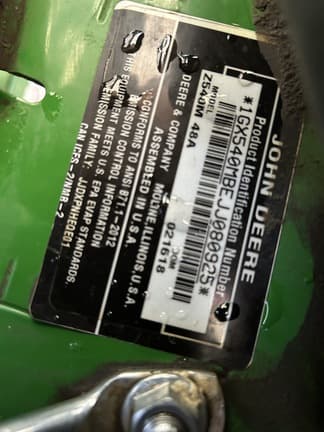 JOHN DEERE
Product Identification Number
*1GX540MBEJJ000925*
MODEL
Z540M 48A
DOM
021618
DEERE & COMPANY MOLINE, ILLINOIS, U.S.A.
ASSEMBLED IN U.S.A.
CONFORMS TO ANSI B71.1-2012
EMISSION CONTROL INFORMATION
THIS EQUIPMENT MEETS U.S. EPA EVAP STANDARDS.
EMISSION FAMILY:
CAN ICES-2/NMB-2